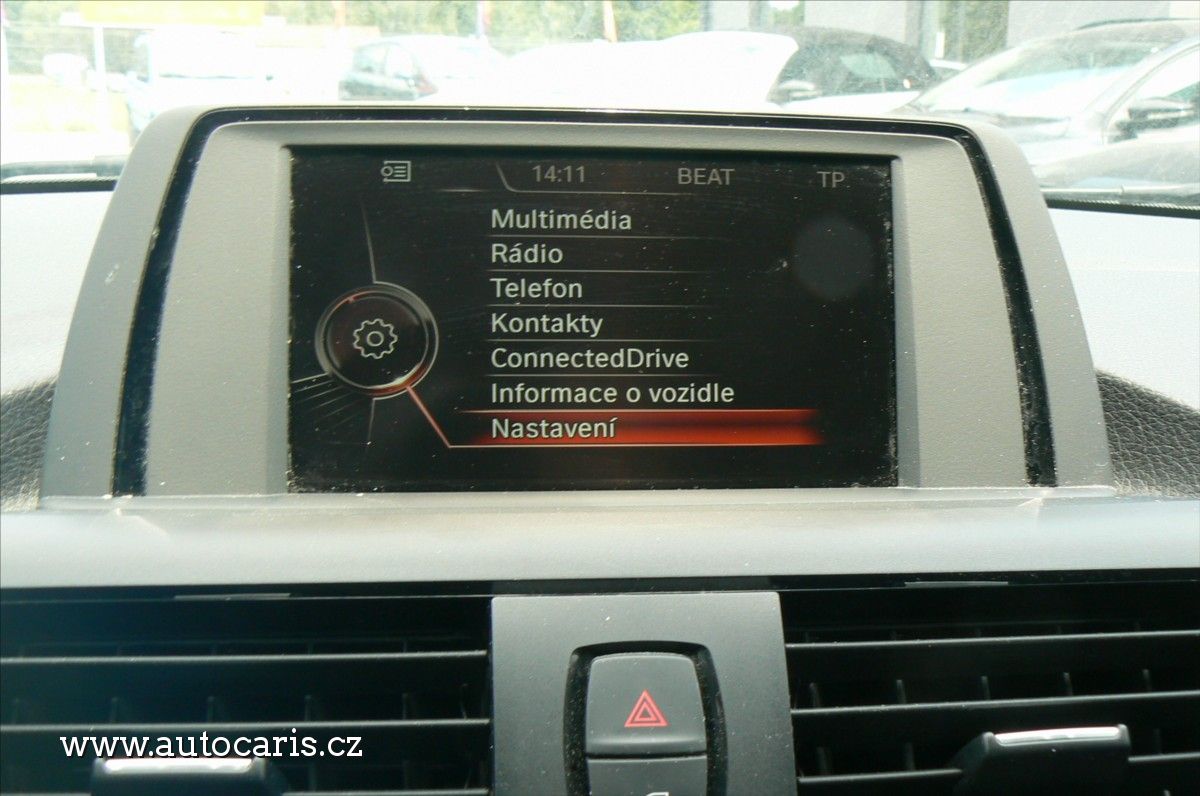 14:11 BEAT TP
Multimédia
Rádio
Telefon
Kontakty
ConnectedDrive
Informace o vozidle
Nastavení
www.autocaris.cz